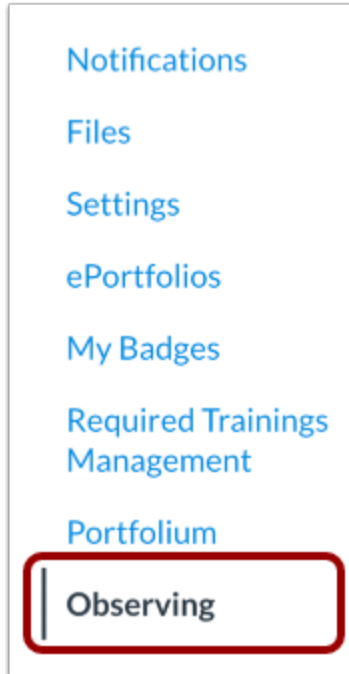 Notifications
Files
Settings
ePortfolios
My Badges
Required Trainings
Management
Portfolium
Observing